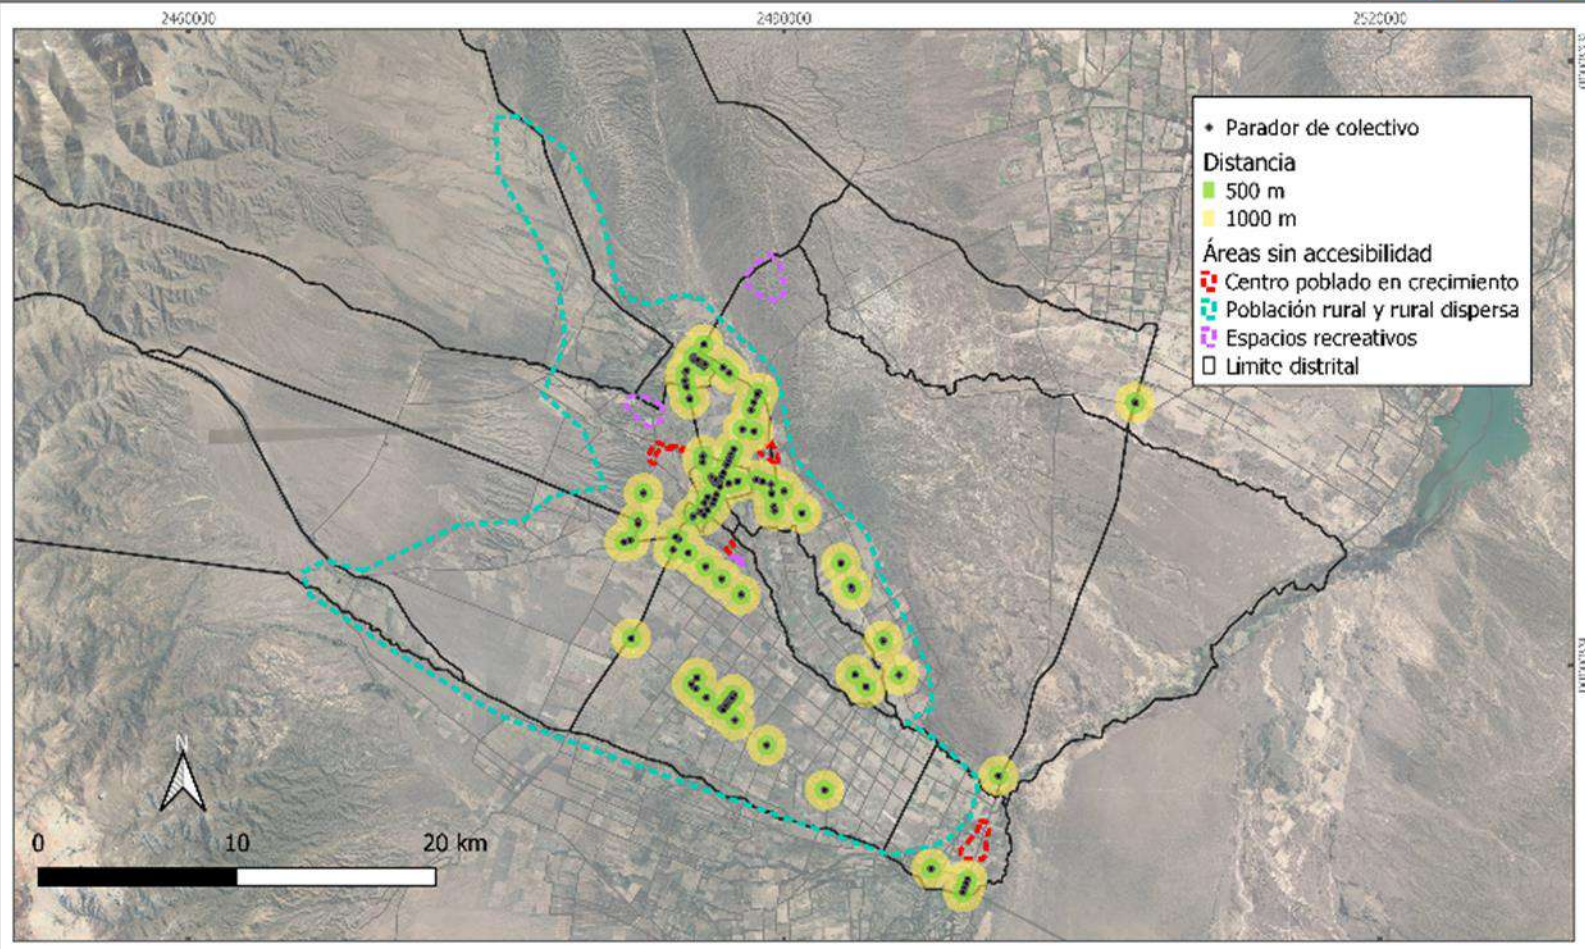 2460000
2490000
2520000
Parador de colectivo
Distancia
500 m
1000 m
Áreas sin accesibilidad
Centro poblado en crecimiento
Población rural y rural dispersa
Espacios recreativos
Limite distrital
N
0 10 20 km